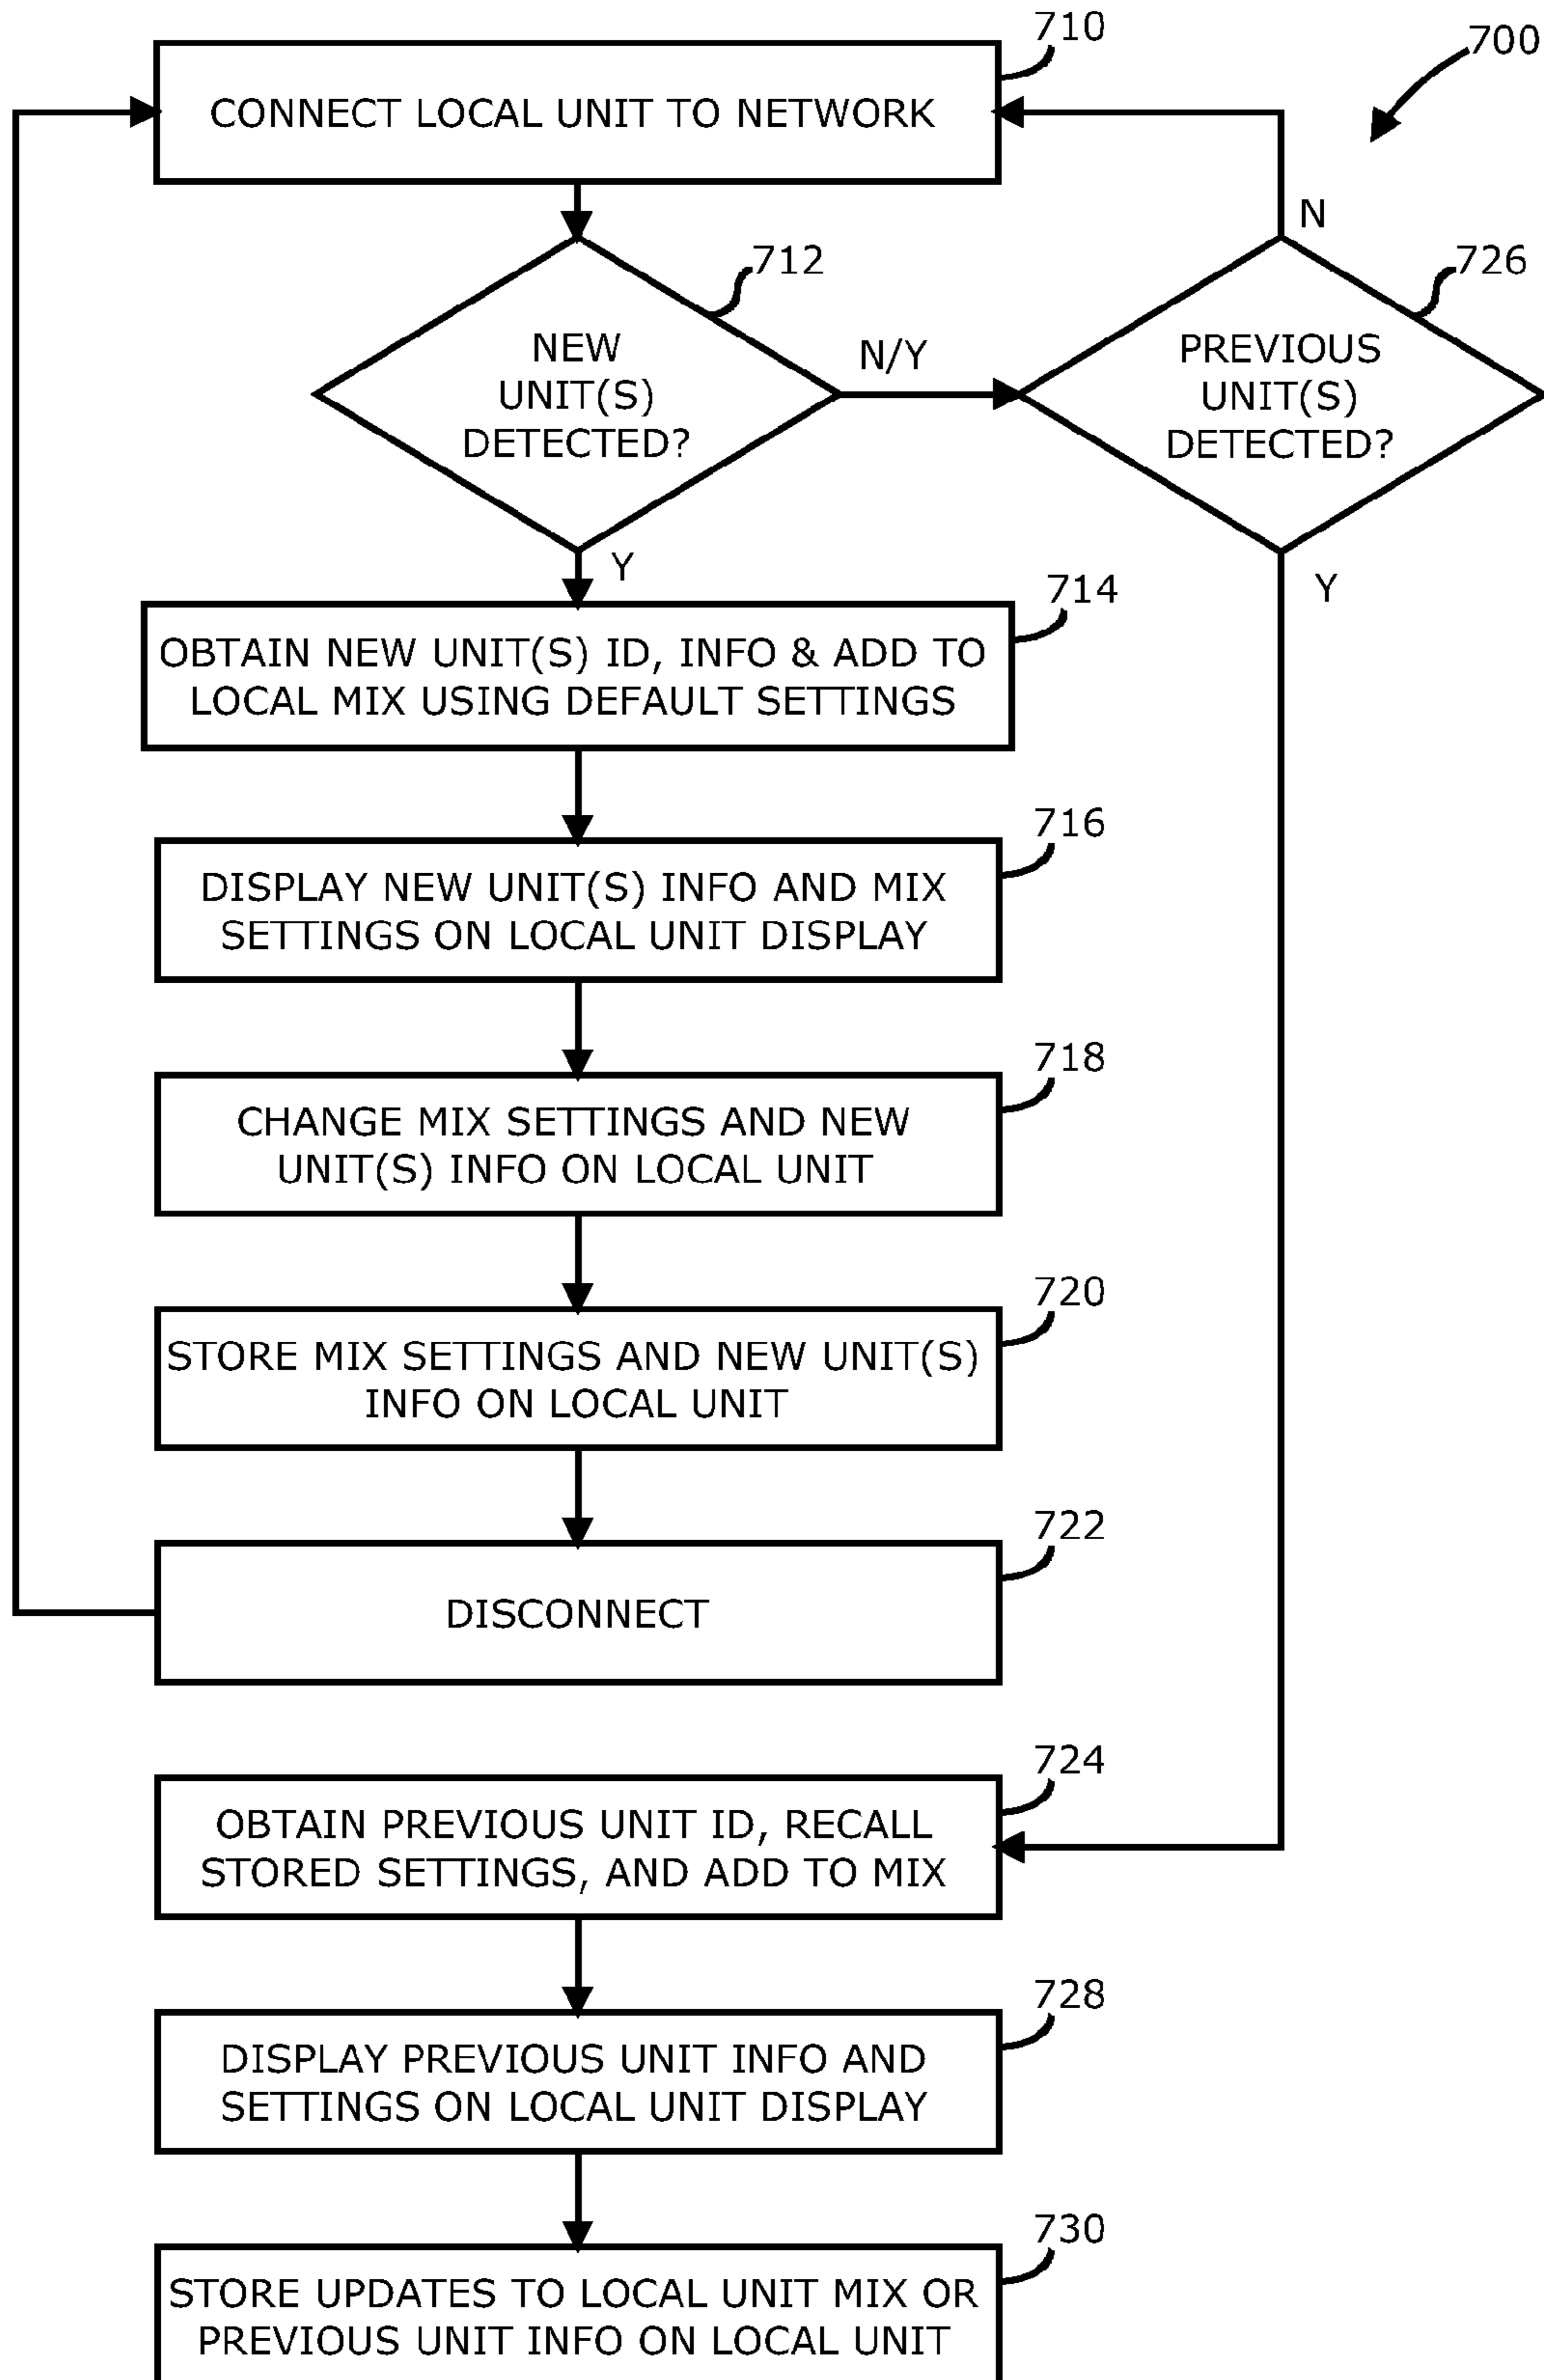 710
700
CONNECT LOCAL UNIT TO NETWORK
N
712
726
NEW
UNIT(S)
DETECTED?
N/Y
PREVIOUS
UNIT(S)
DETECTED?
Y
Y
714
OBTAIN NEW UNIT(S) ID, INFO & ADD TO
LOCAL MIX USING DEFAULT SETTINGS
716
DISPLAY NEW UNIT(S) INFO AND MIX
SETTINGS ON LOCAL UNIT DISPLAY
718
CHANGE MIX SETTINGS AND NEW
UNIT(S) INFO ON LOCAL UNIT
720
STORE MIX SETTINGS AND NEW UNIT(S)
INFO ON LOCAL UNIT
722
DISCONNECT
724
OBTAIN PREVIOUS UNIT ID, RECALL
STORED SETTINGS, AND ADD TO MIX
728
DISPLAY PREVIOUS UNIT INFO AND
SETTINGS ON LOCAL UNIT DISPLAY
730
STORE UPDATES TO LOCAL UNIT MIX OR
PREVIOUS UNIT INFO ON LOCAL UNIT